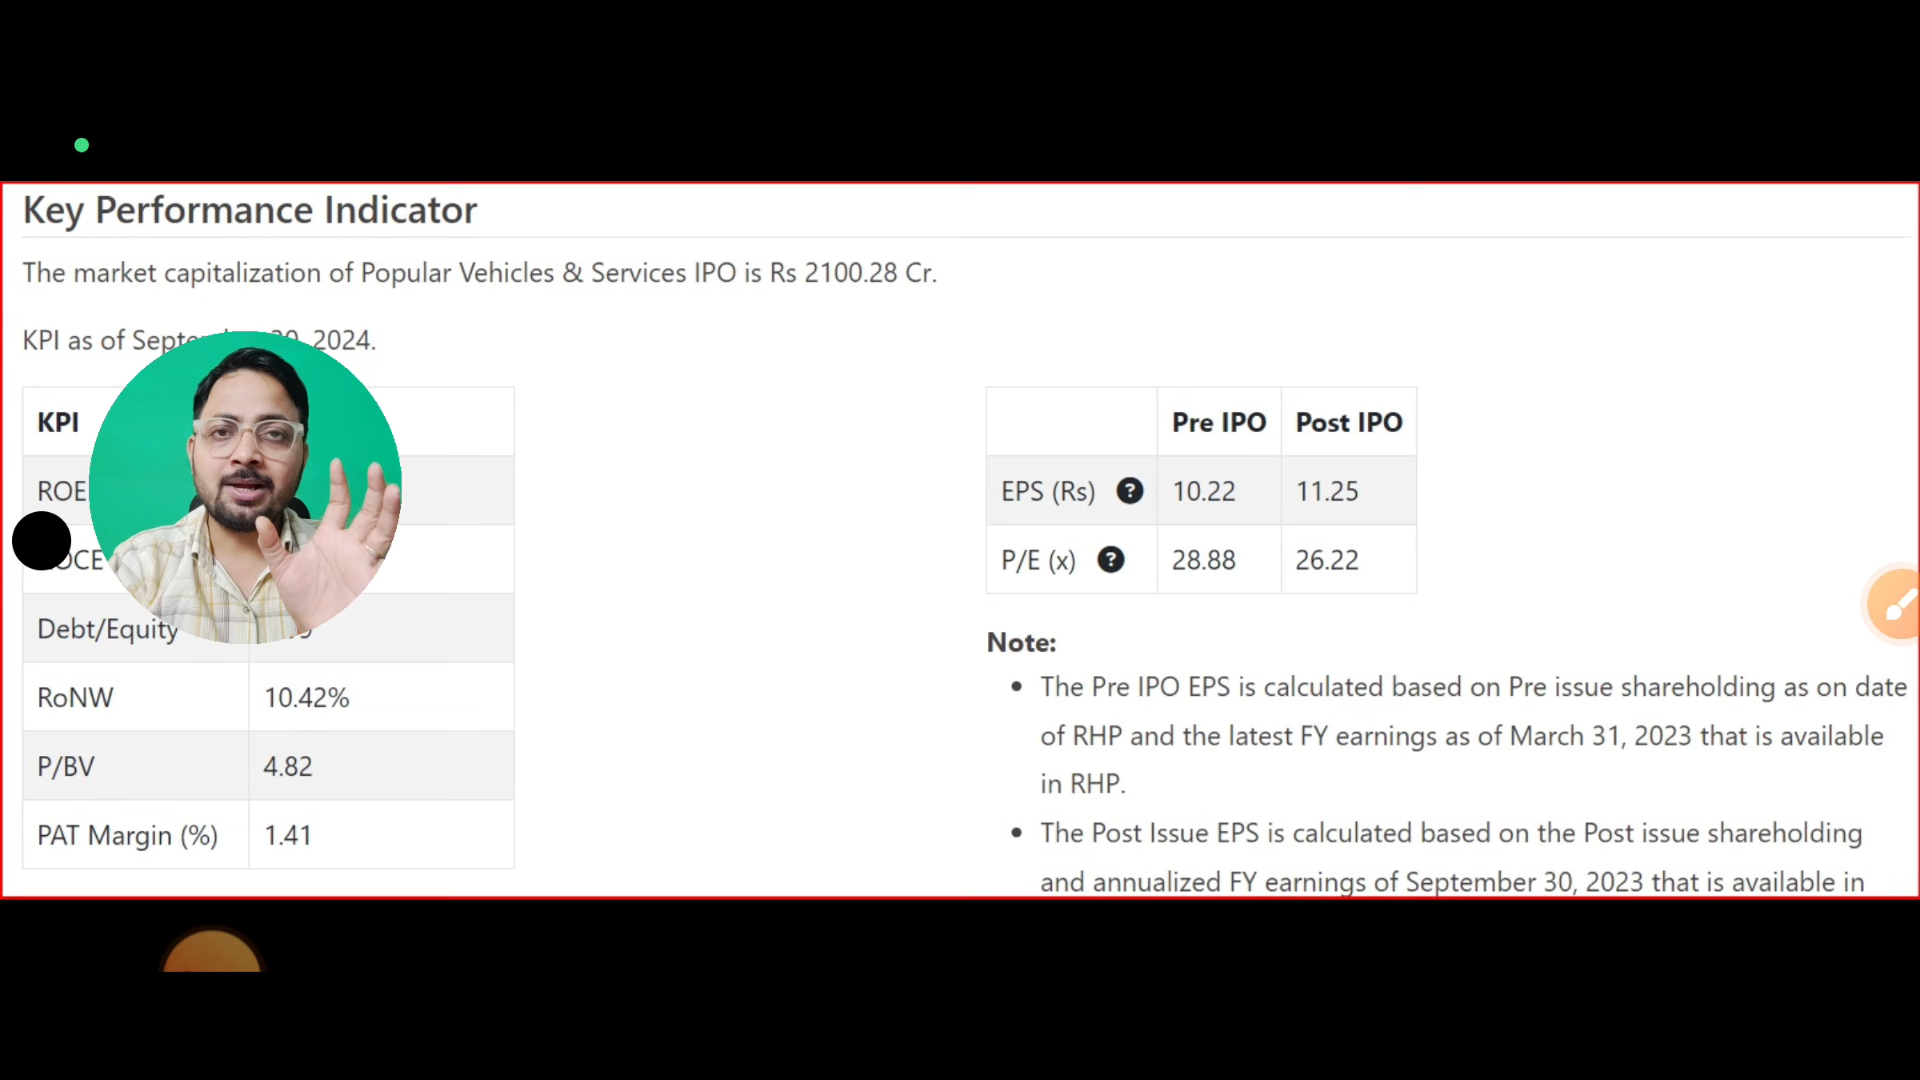 Key Performance Indicator
The market capitalization of Popular Vehicles & Services IPO is Rs 2100.28 Cr.
KPI as of 2024.
KPI
ROE
Debt/Equity
RoNW 10.42%
P/BV 4.82
PAT Margin (%) 1.41
Pre IPO Post IPO
EPS (Rs) ? 10.22 11.25
P/E (x) ? 28.88 26.22
Note:
• The Pre IPO EPS is calculated based on Pre issue shareholding as on date
of RHP and the latest FY earnings as of March 31, 2023 that is available
in RHP.
• The Post Issue EPS is calculated based on the Post issue shareholding
and annualized FY earnings of September 30, 2023 that is available in